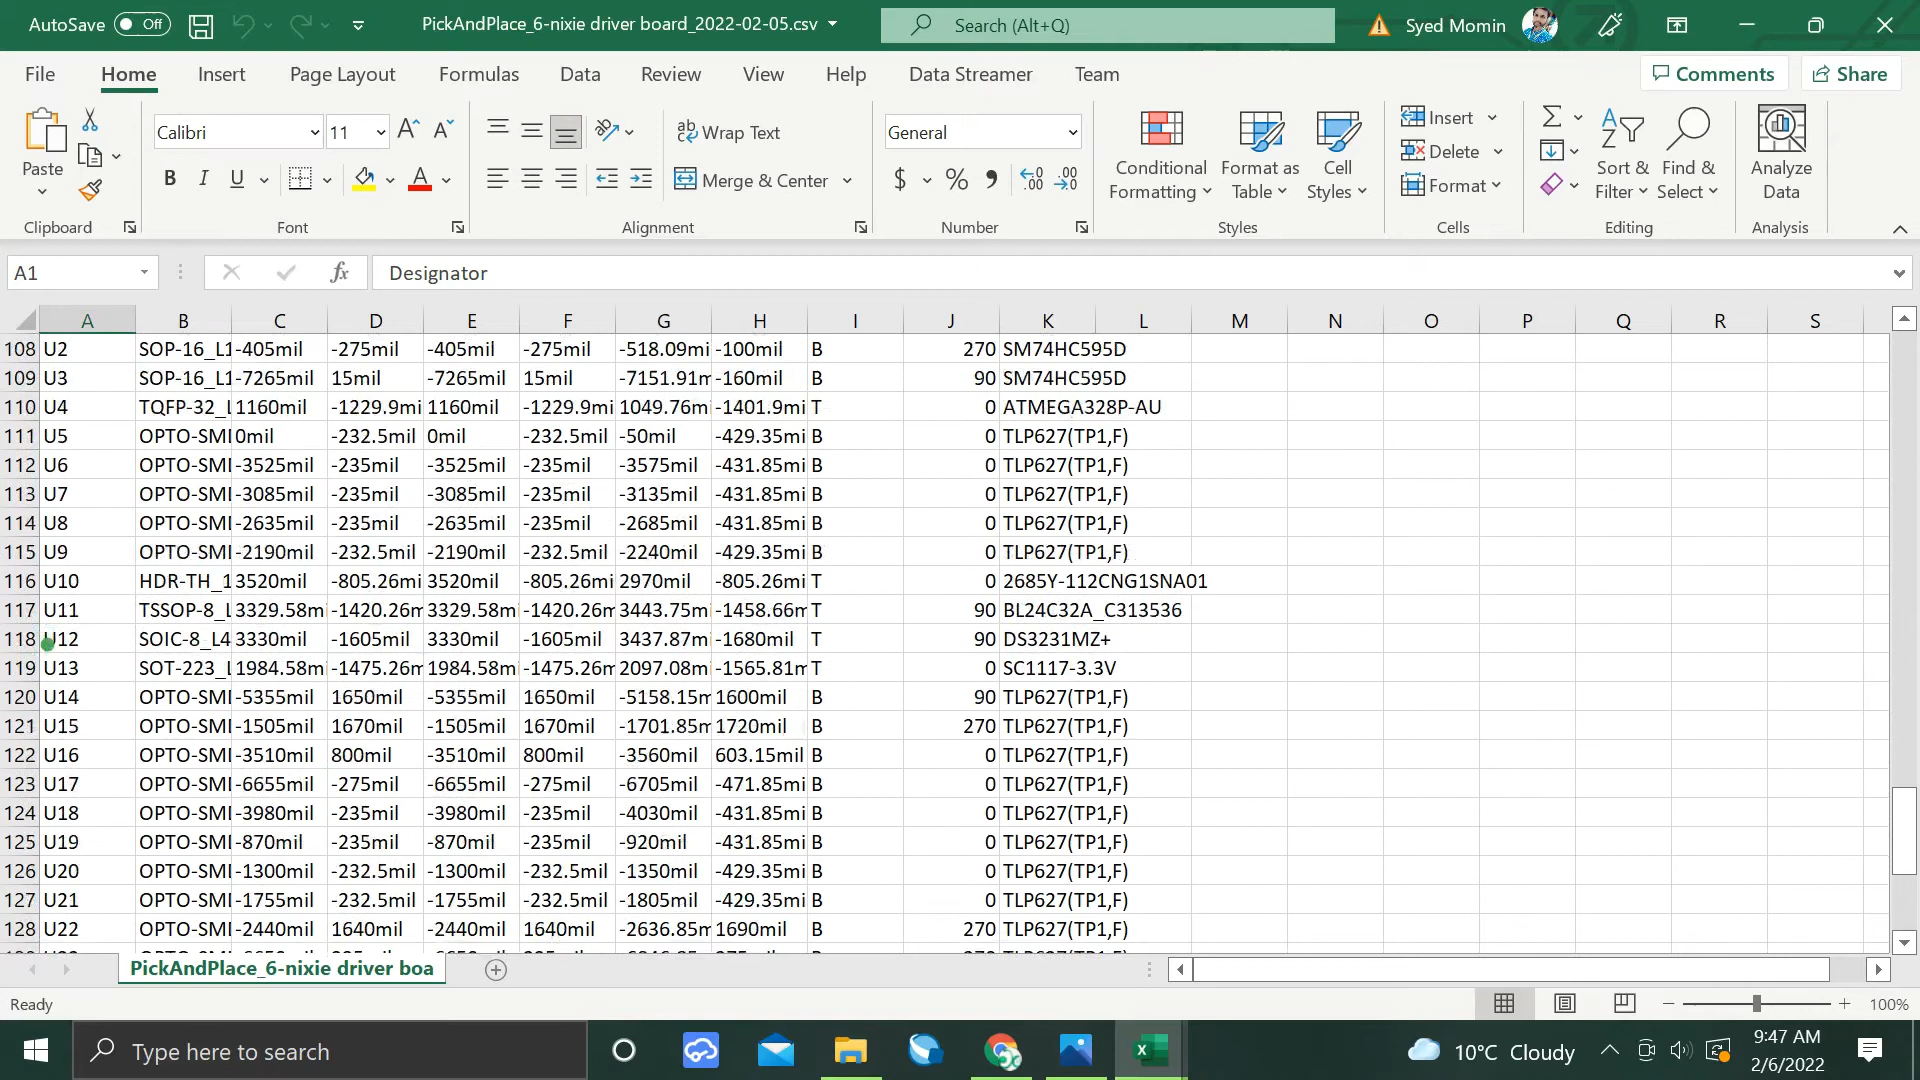 AutoSave Off PickAndPlace_6-nixie driver board_2022-02-05.csv Search (Alt+Q) Syed Momin
File Home Insert Page Layout Formulas Data Review View Help Data Streamer Team Comments Share
Paste Calibri 11 B I U Wrap Text Merge & Center General $ % Conditional Formatting Format as Table Cell Styles Insert Delete Format Sort & Filter Find & Select Analyze Data
Clipboard Font Alignment Number Styles Cells Editing Analysis
A1 fx Designator
A B C D E F G H I J K L M N O P Q R S
108 U2 SOP-16_L1 -405mil -275mil -405mil -275mil -518.09mi -100mil B 270 SM74HC595D
109 U3 SOP-16_L1 -7265mil 15mil -7265mil 15mil -7151.91m -160mil B 90 SM74HC595D
110 U4 TQFP-32_L 1160mil -1229.9mi 1160mil -1229.9mi 1049.76mi -1401.9mi T 0 ATMEGA328P-AU
111 U5 OPTO-SMI 0mil -232.5mil 0mil -232.5mil -50mil -429.35mi B 0 TLP627(TP1,F)
112 U6 OPTO-SMI -3525mil -235mil -3525mil -235mil -3575mil -431.85mi B 0 TLP627(TP1,F)
113 U7 OPTO-SMI -3085mil -235mil -3085mil -235mil -3135mil -431.85mi B 0 TLP627(TP1,F)
114 U8 OPTO-SMI -2635mil -235mil -2635mil -235mil -2685mil -431.85mi B 0 TLP627(TP1,F)
115 U9 OPTO-SMI -2190mil -232.5mil -2190mil -232.5mil -2240mil -429.35mi B 0 TLP627(TP1,F)
116 U10 HDR-TH_1 3520mil -805.26mi 3520mil -805.26mi 2970mil -805.26mi T 0 2685Y-112CNG1SNA01
117 U11 TSSOP-8_L 3329.58mi -1420.26m 3329.58mi -1420.26m 3443.75mi -1458.66m T 90 BL24C32A_C313536
118 U12 SOIC-8_L4 3330mil -1605mil 3330mil -1605mil 3437.87mi -1680mil T 90 DS3231MZ+
119 U13 SOT-223_L 1984.58mi -1475.26m 1984.58mi -1475.26m 2097.08mi -1565.81m T 0 SC1117-3.3V
120 U14 OPTO-SMI -5355mil 1650mil -5355mil 1650mil -5158.15m 1600mil B 90 TLP627(TP1,F)
121 U15 OPTO-SMI -1505mil 1670mil -1505mil 1670mil -1701.85m 1720mil B 270 TLP627(TP1,F)
122 U16 OPTO-SMI -3510mil 800mil -3510mil 800mil -3560mil 603.15mil B 0 TLP627(TP1,F)
123 U17 OPTO-SMI -6655mil -275mil -6655mil -275mil -6705mil -471.85mi B 0 TLP627(TP1,F)
124 U18 OPTO-SMI -3980mil -235mil -3980mil -235mil -4030mil -431.85mi B 0 TLP627(TP1,F)
125 U19 OPTO-SMI -870mil -235mil -870mil -235mil -920mil -431.85mi B 0 TLP627(TP1,F)
126 U20 OPTO-SMI -1300mil -232.5mil -1300mil -232.5mil -1350mil -429.35mi B 0 TLP627(TP1,F)
127 U21 OPTO-SMI -1755mil -232.5mil -1755mil -232.5mil -1805mil -429.35mi B 0 TLP627(TP1,F)
128 U22 OPTO-SMI -2440mil 1640mil -2440mil 1640mil -2636.85m 1690mil B 270 TLP627(TP1,F)
PickAndPlace_6-nixie driver boa
Ready 100%
Type here to search 10°C Cloudy 9:47 AM
2/6/2022